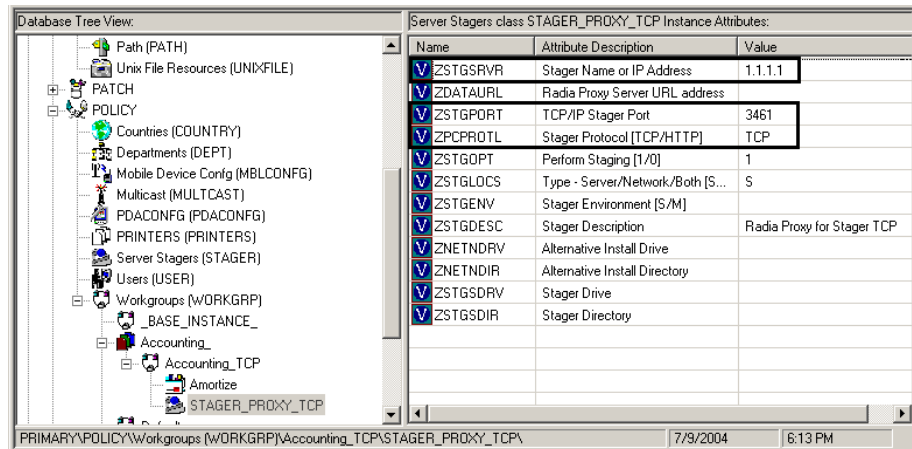 Database Tree View:
Path (PATH)
Unix File Resources (UNIXFILE)
PATCH
POLICY
Countries (COUNTRY)
Departments (DEPT)
Mobile Device Confg (MBLCONFG)
Multicast (MULTCAST)
PDACONFG (PDACONFG)
PRINTERS (PRINTERS)
Server Stagers (STAGER)
Users (USER)
Workgroups (WORKGRP)
_BASE_INSTANCE_
Accounting_
Accounting_TCP
Amortize
STAGER_PROXY_TCP
Server Stagers class STAGER_PROXY_TCP Instance Attributes:
Name Attribute Description Value
ZSTGSRVR Stager Name or IP Address 1.1.1.1
ZDATAURL Radia Proxy Server URL address
ZSTGPORT TCP/IP Stager Port 3461
ZPCPROTL Stager Protocol [TCP/HTTP] TCP
ZSTGOPT Perform Staging [1/0] 1
ZSTGLOCS Type - Server/Network/Both [S... S
ZSTGENV Stager Environment [S/M]
ZSTGDESC Stager Description Radia Proxy for Stager TCP
ZNETNDRV Alternative Install Drive
ZNETNDIR Alternative Install Directory
ZSTGSDRV Stager Drive
ZSTGSDIR Stager Directory
PRIMARY\POLICY\Workgroups (WORKGRP)\Accounting_TCP\STAGER_PROXY_TCP\ 7/9/2004 6:13 PM